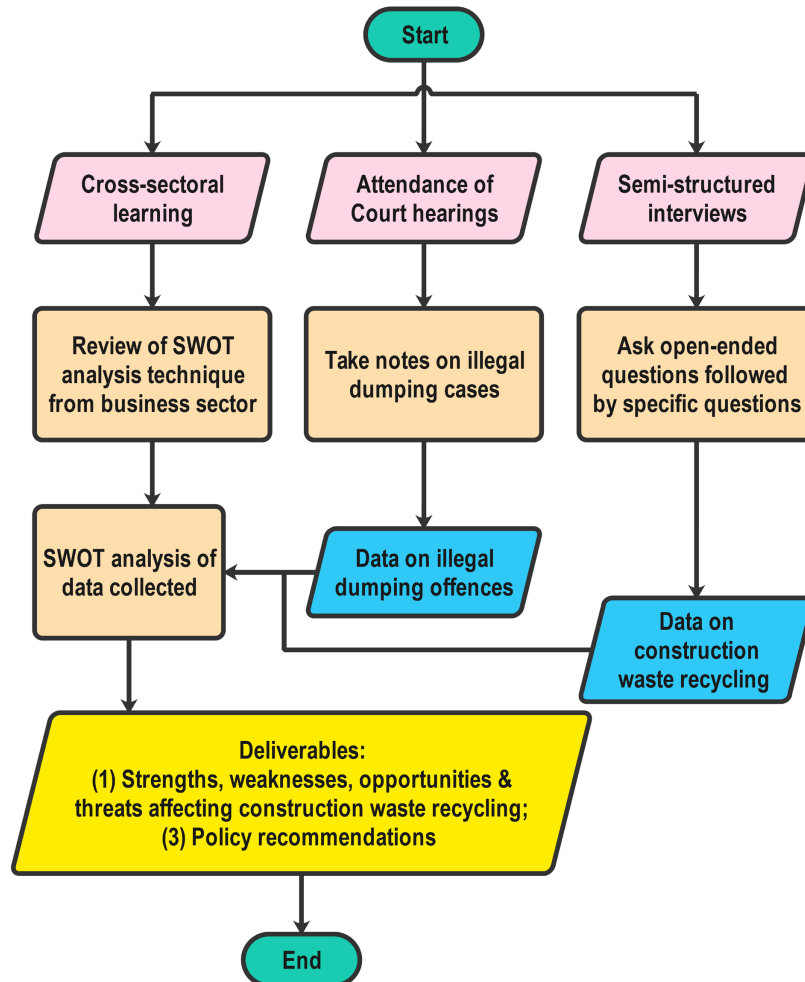 Start
Cross-sectoral
learning
Attendance of
Court hearings
Semi-structured
interviews
Review of SWOT
analysis technique
from business sector
Take notes on illegal
dumping cases
Ask open-ended
questions followed
by specific questions
SWOT analysis of
data collected
Data on illegal
dumping offences
Data on
construction
waste recycling
Deliverables:
(1) Strengths, weaknesses, opportunities &
threats affecting construction waste recycling;
(3) Policy recommendations
End